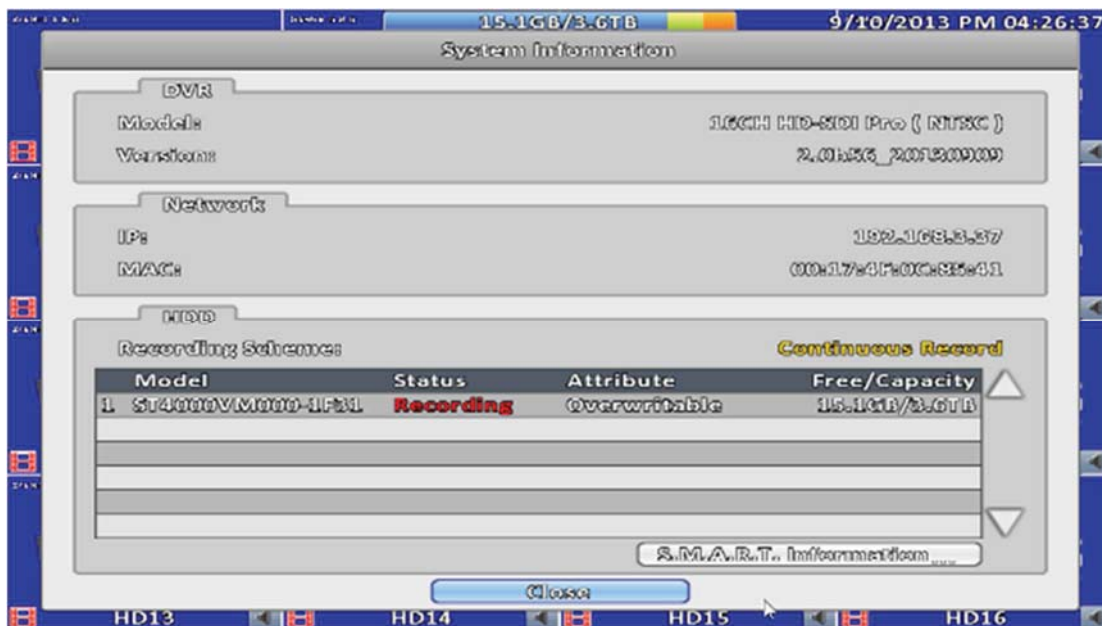 15.1GB/3.6TB 9/10/2013 PM 04:26:37
System Information
DVR
Model: 16CH HD-SDI Pro ( NTSC )
Version: 2.0b56_20130909
Network
IP: 192.168.3.37
MAC: 00:17:4F:0C:85:41
HDD
Recording Scheme: Continuous Record
Model Status Attribute Free/Capacity
1 ST4000VM000-1F31 Recording Overwritable 15.1GB/3.6TB
S.M.A.R.T. Information
Close
HD13 HD14 HD15 HD16